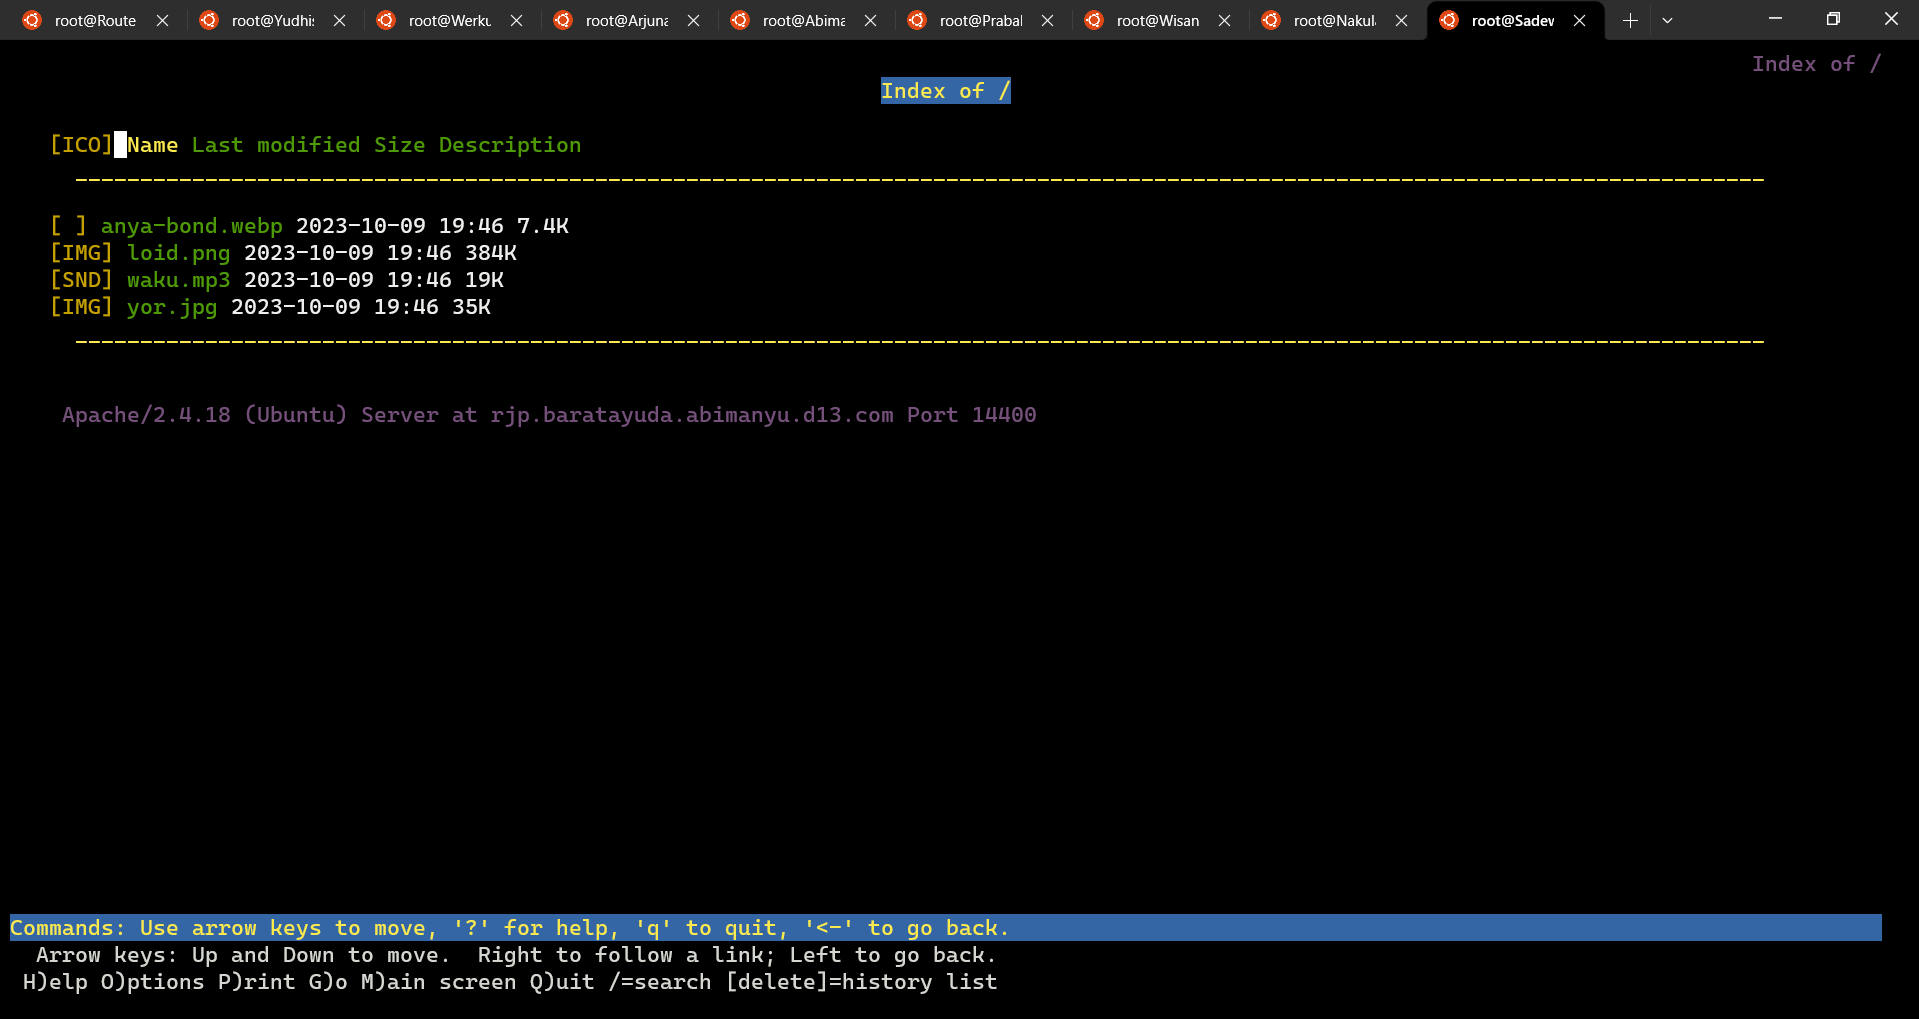 root@Route root@Yudhi root@Werku root@Arjuna root@Abima root@Prabal root@Wisan root@Nakul root@Sadev
Index of /
Index of /
[ICO] Name Last modified Size Description
[ ] anya-bond.webp 2023-10-09 19:46 7.4K
[IMG] loid.png 2023-10-09 19:46 384K
[SND] waku.mp3 2023-10-09 19:46 19K
[IMG] yor.jpg 2023-10-09 19:46 35K
Apache/2.4.18 (Ubuntu) Server at rjp.baratayuda.abimanyu.d13.com Port 14400
Commands: Use arrow keys to move, '?' for help, 'q' to quit, '<-' to go back.
Arrow keys: Up and Down to move.  Right to follow a link; Left to go back.
H)elp O)ptions P)rint G)o M)ain screen Q)uit /=search [delete]=history list